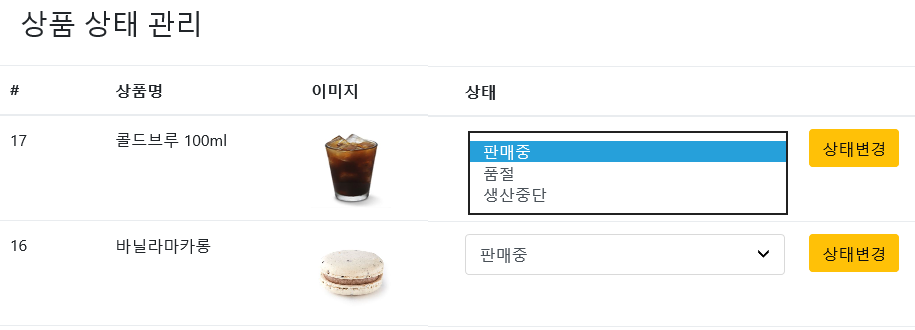 상품 상태 관리
# 상품명 이미지 상태
17 콜드브루 100ml 판매중 상태변경
품절
생산중단
16 바닐라마카롱 판매중 상태변경